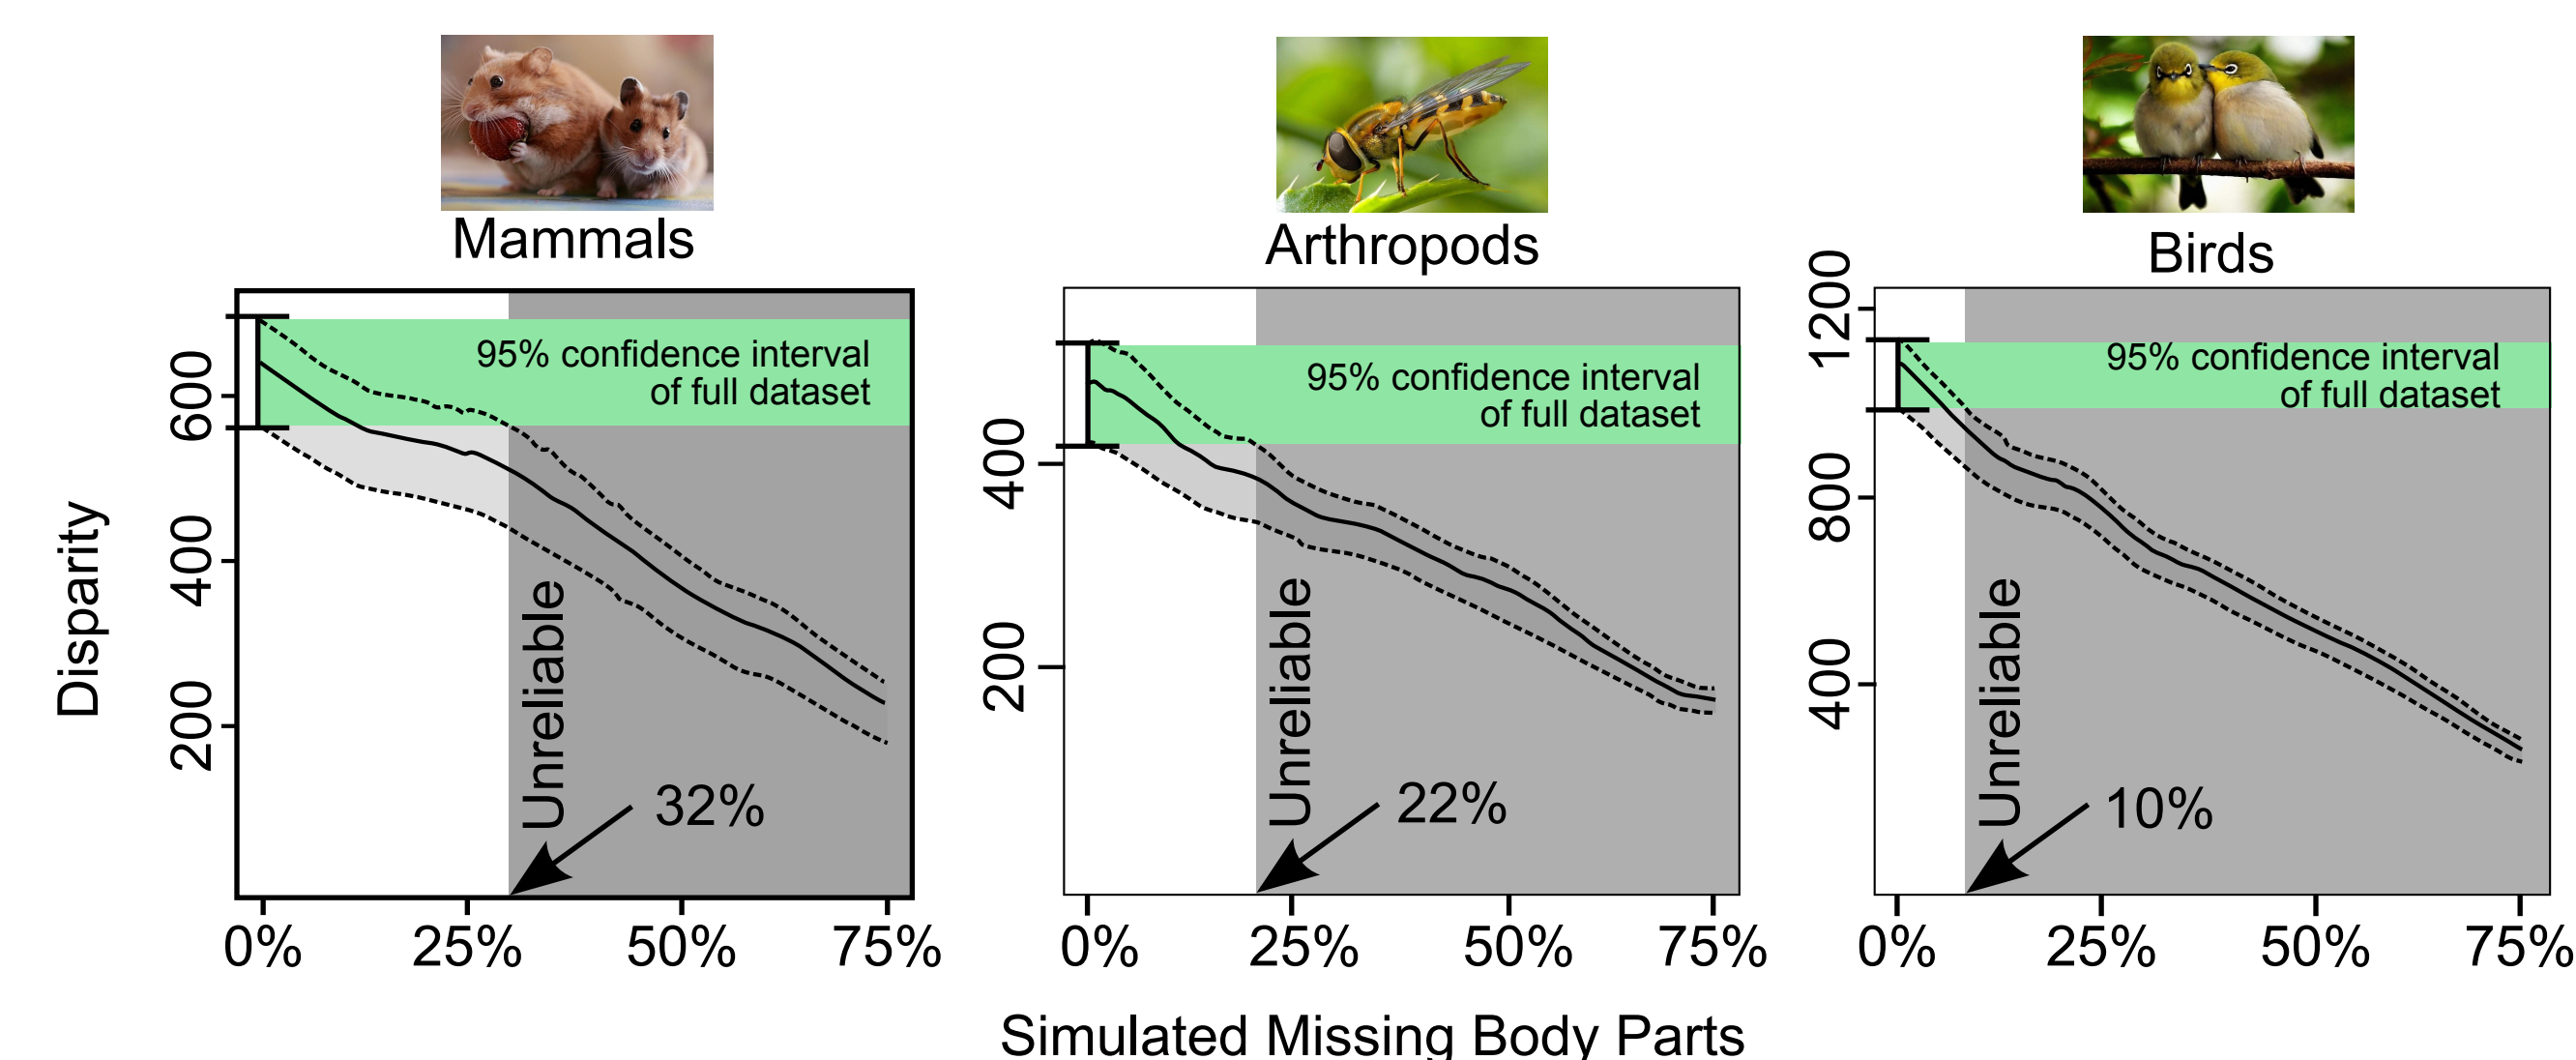 Mammals
Arthropods
Birds
95% confidence interval
of full dataset
95% confidence interval
of full dataset
95% confidence interval
of full dataset
Disparity
600
400
200
400
200
1200
800
400
Unreliable
32%
Unreliable
22%
Unreliable
10%
0% 25% 50% 75%
0% 25% 50% 75%
0% 25% 50% 75%
Simulated Missing Body Parts